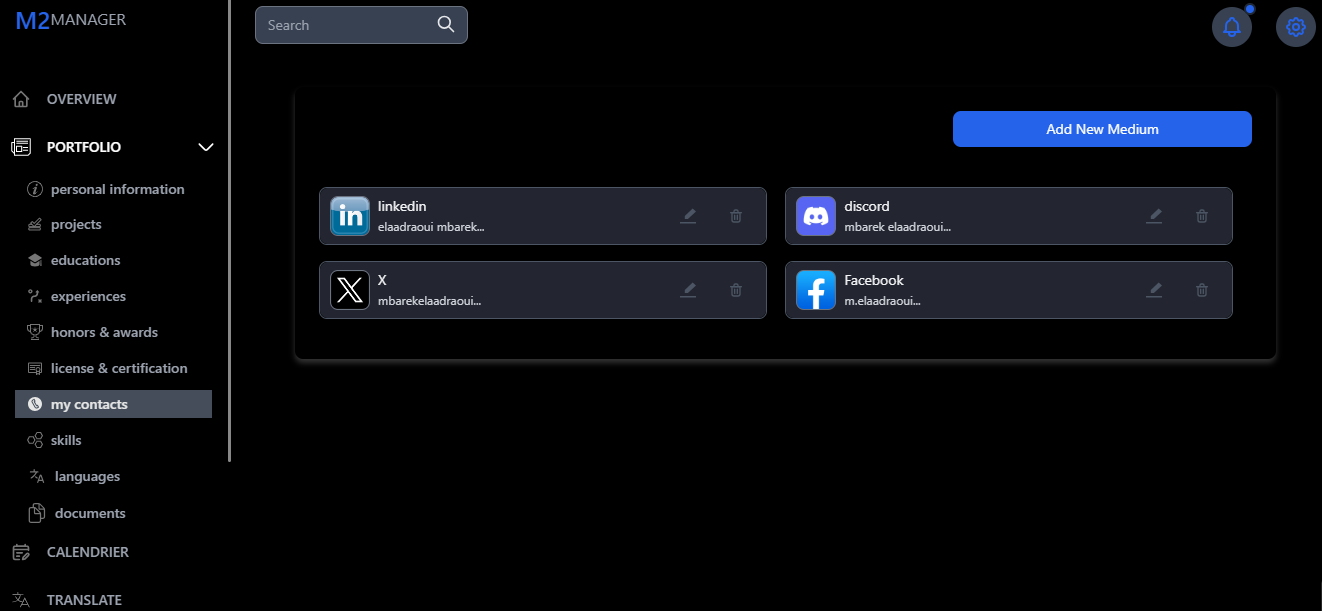 M2MANAGER
Search
OVERVIEW
PORTFOLIO
personal information
projects
educations
experiences
honors & awards
license & certification
my contacts
skills
languages
documents
CALENDRIER
TRANSLATE
Add New Medium
linkedin
elaadraoui mbarek...
discord
mbarek elaadraoui...
X
mbarekelaadraoui...
Facebook
m.elaadraoui...